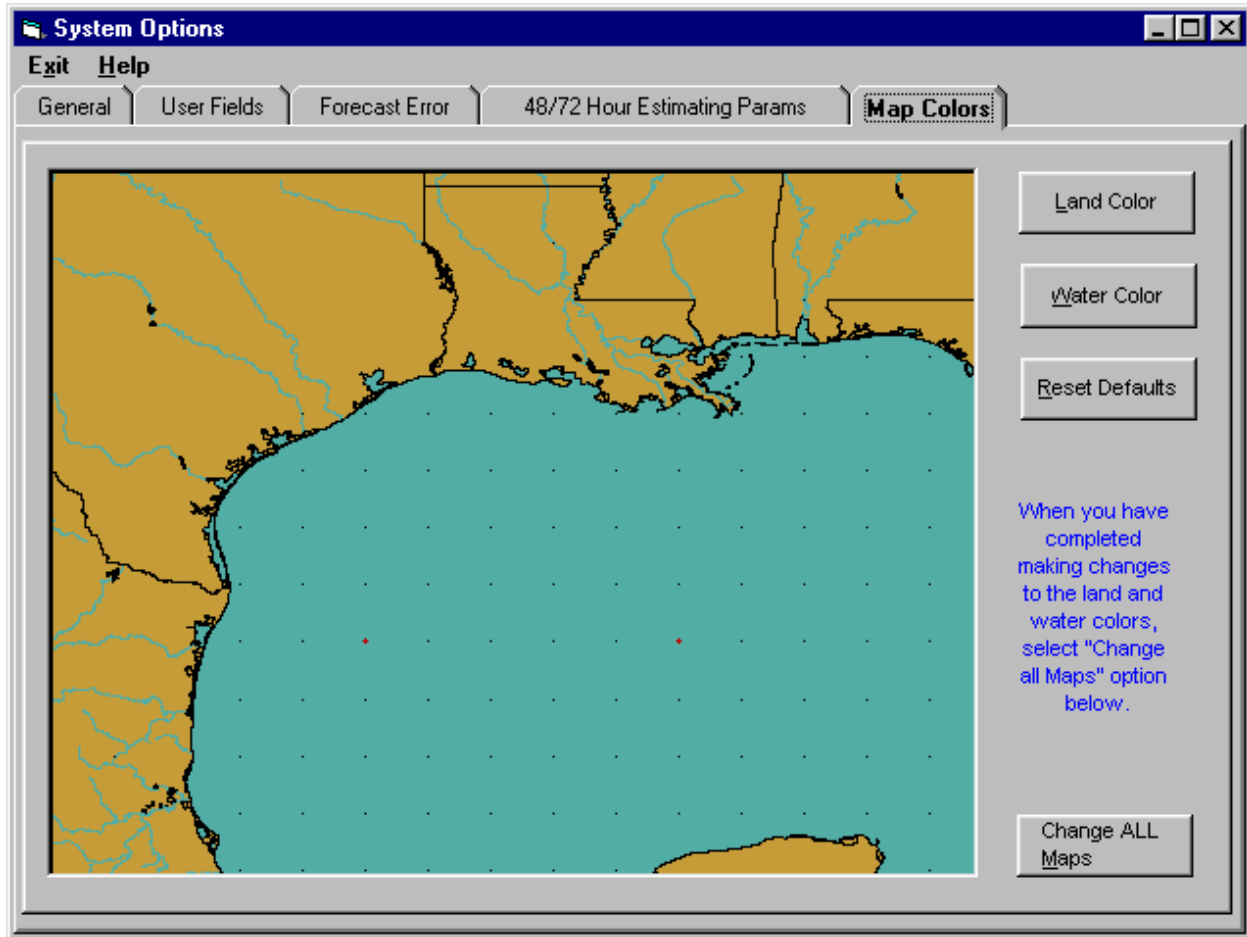 System Options
Exit Help
General User Fields Forecast Error 48/72 Hour Estimating Params Map Colors
Land Color
Water Color
Reset Defaults
When you have
completed
making changes
to the land and
water colors,
select "Change
all Maps" option
below.
Change ALL
Maps